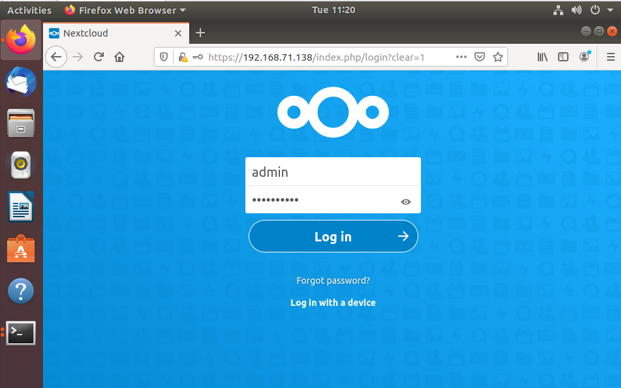 Activities Firefox Web Browser Tue 11:20
Nextcloud
https://192.168.71.138/index.php/login?clear=1
admin
••••••••••
Log in
Forgot password?
Log in with a device